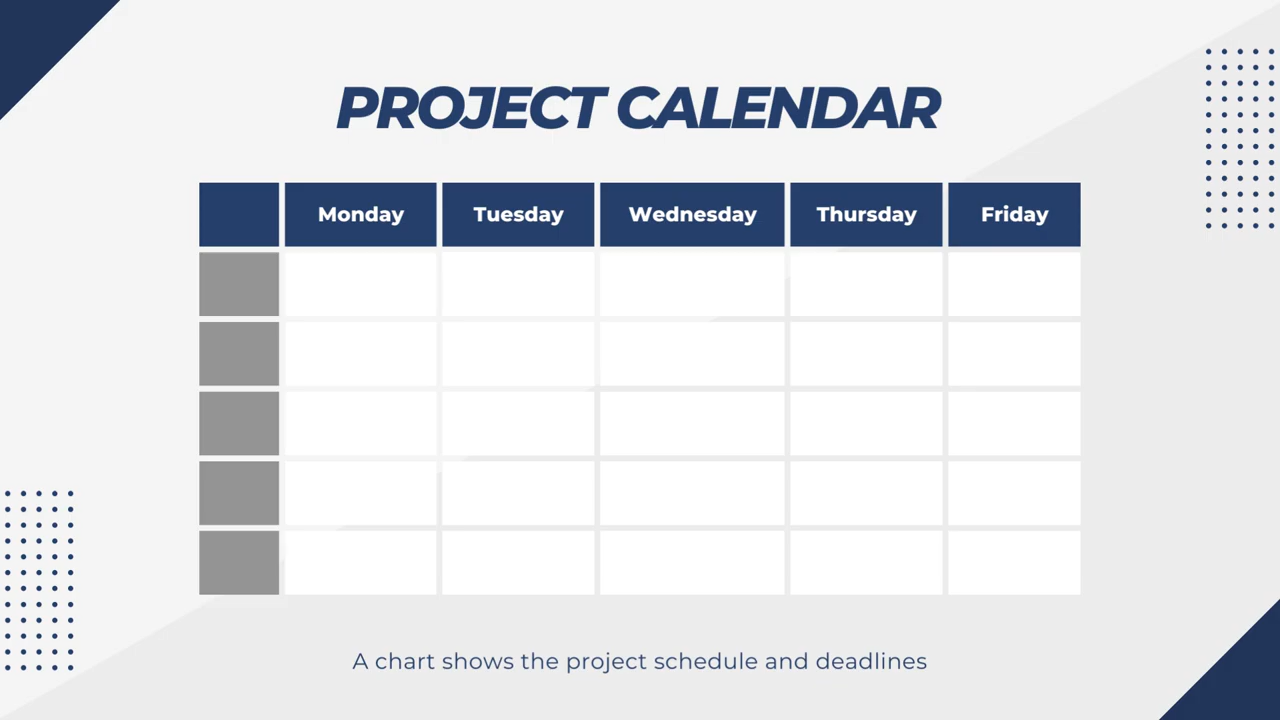 PROJECT CALENDAR
Monday Tuesday Wednesday Thursday Friday
A chart shows the project schedule and deadlines